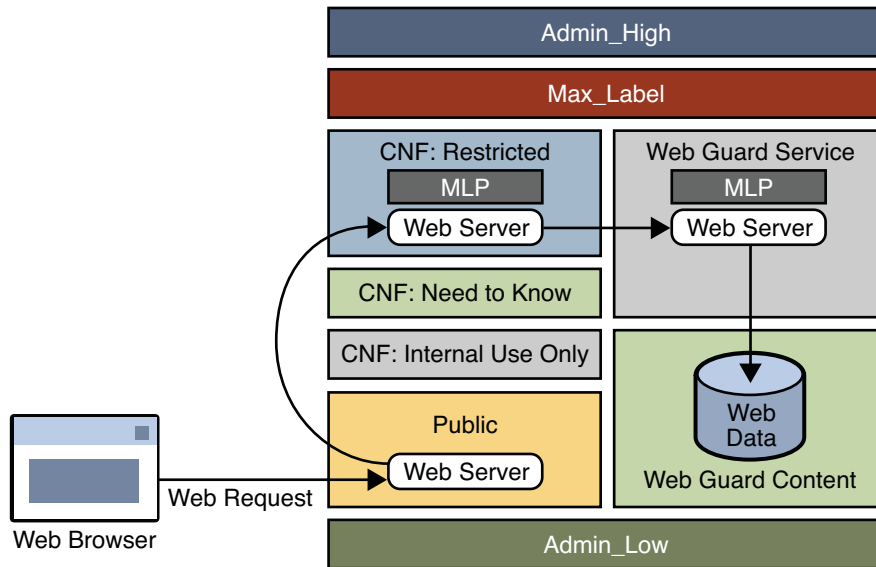 Admin_High
Max_Label
CNF: Restricted
MLP
Web Server
Web Guard Service
MLP
Web Server
CNF: Need to Know
CNF: Internal Use Only
Public
Web Server
Web
Data
Web Guard Content
Web Request
Web Browser
Admin_Low